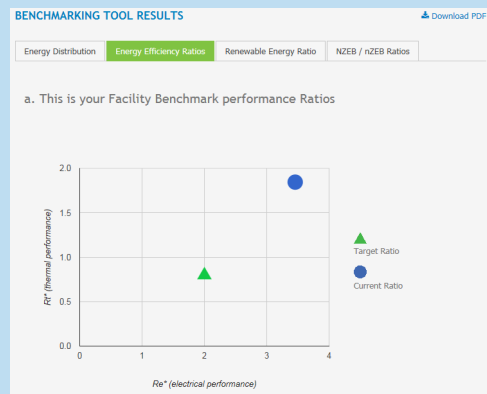 BENCHMARKING TOOL RESULTS
Download PDF
Energy Distribution
Energy Efficiency Ratios
Renewable Energy Ratio
NZEB / nZEB Ratios
a. This is your Facility Benchmark performance Ratios
2.0
1.5
1.0
0.5
0.0
Rt* (thermal performance)
0 1 2 3 4
Re* (electrical performance)
Target Ratio
Current Ratio